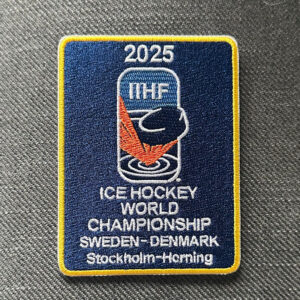 2025
IIHF
ICE HOCKEY
WORLD
CHAMPIONSHIP
SWEDEN-DENMARK
Stockholm-Herning